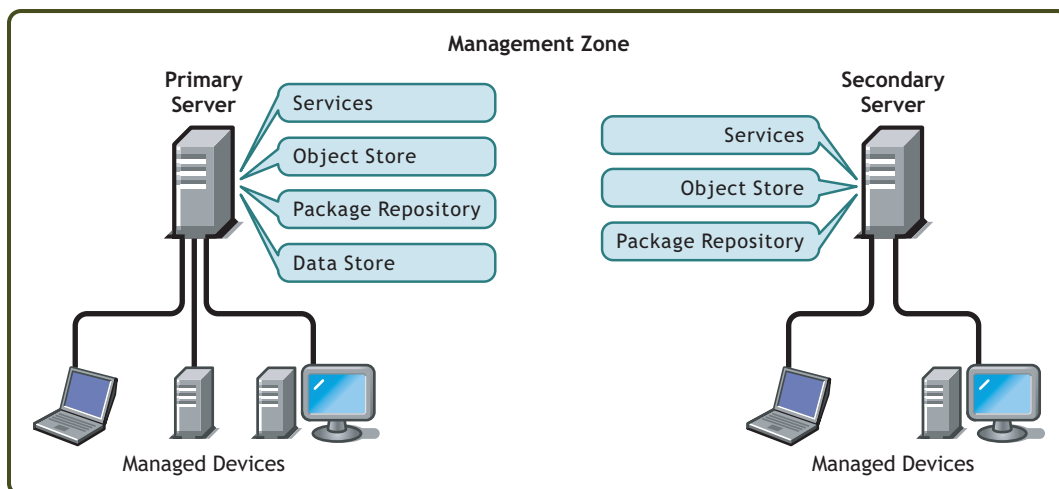 Management Zone
Primary
Server
Services
Object Store
Package Repository
Data Store
Managed Devices
Secondary
Server
Services
Object Store
Package Repository
Managed Devices